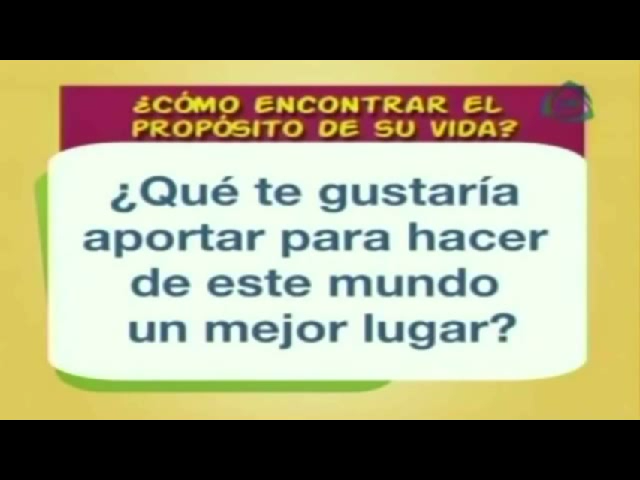 ¿CÓMO ENCONTRAR EL
PROPÓSITO DE SU VIDA?
¿Qué te gustaría
aportar para hacer
de este mundo
un mejor lugar?